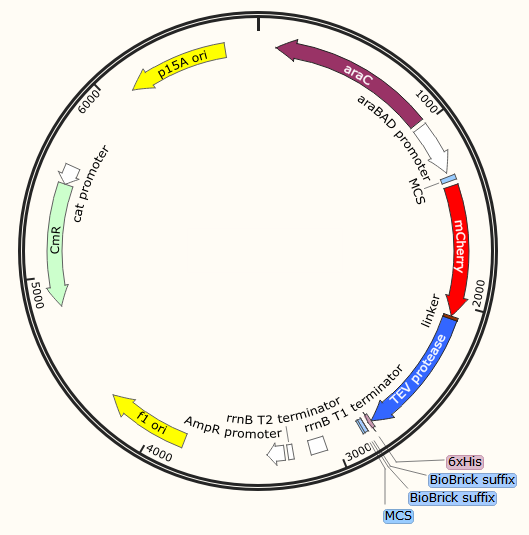 p15A ori
araC
1000
araBAD promoter
6000
cat promoter
MCS
CmR
mCherry
5000
linker
2000
TEV protease
rrnB T1 terminator
rrnB T2 terminator
AmpR promoter
f1 ori
4000
3000
6xHis
BioBrick suffix
BioBrick suffix
MCS